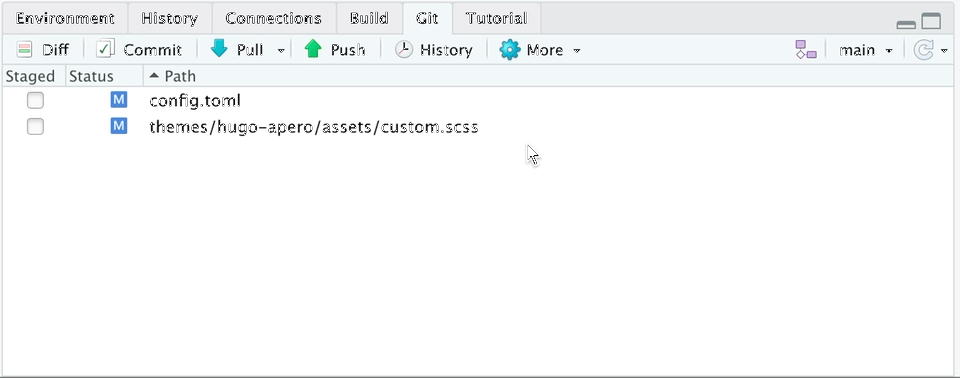 Environment History Connections Build Git Tutorial
Diff Commit Pull Push History More main
Staged Status Path
M config.toml
M themes/hugo-apero/assets/custom.scss